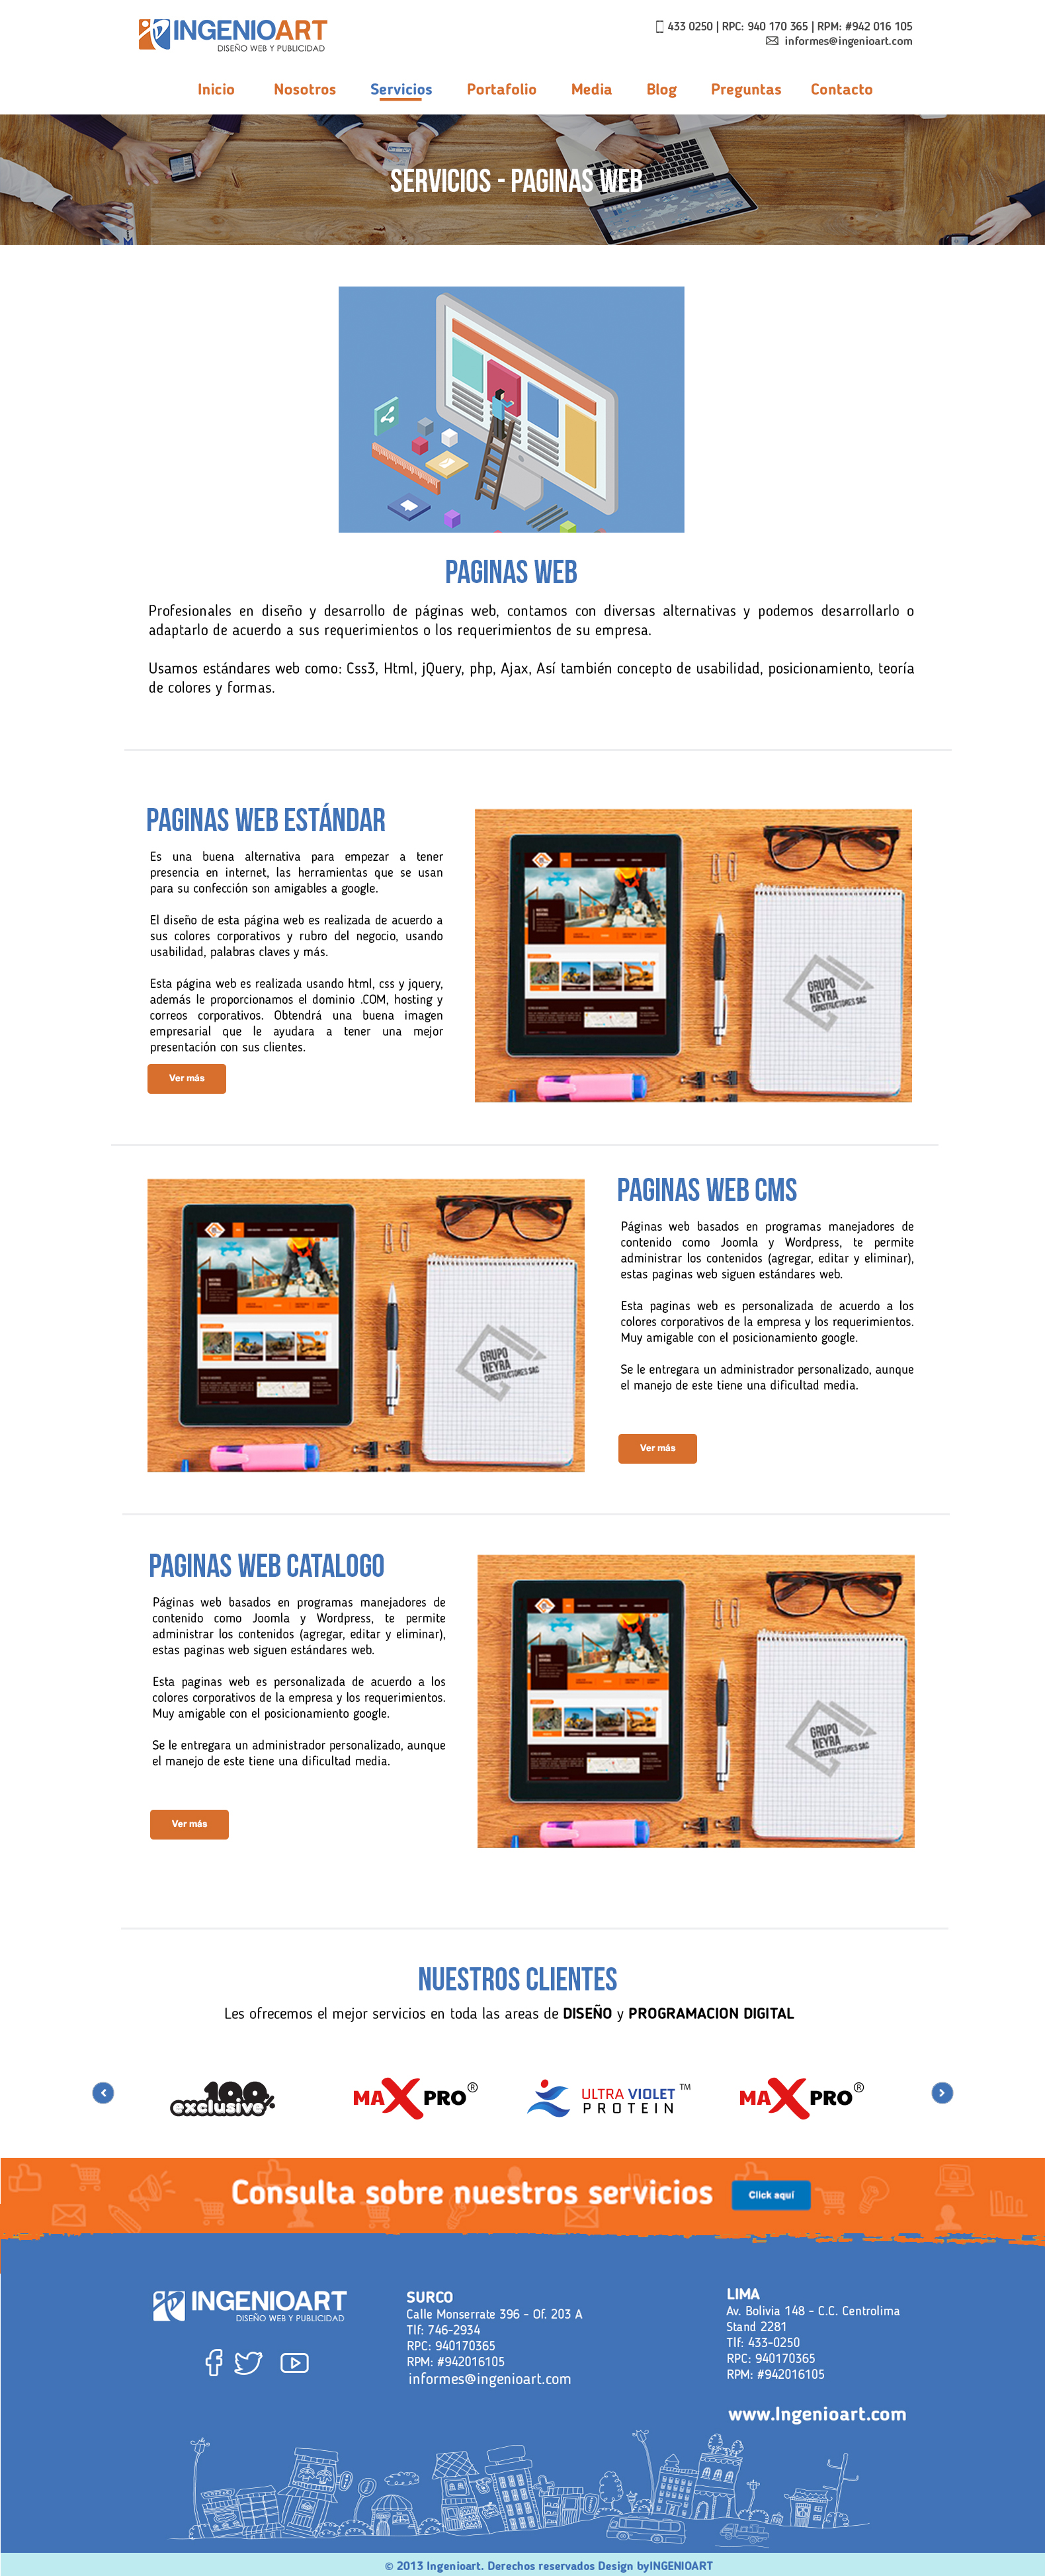 INGENIOART
DISEÑO WEB Y PUBLICIDAD
433 0250 | RPC: 940 170 365 | RPM: #942 016 105
informes@ingenioart.com
Inicio Nosotros Servicios Portafolio Media Blog Preguntas Contacto
SERVICIOS - PAGINAS WEB
PAGINAS WEB
Profesionales en diseño y desarrollo de páginas web, contamos con diversas alternativas y podemos desarrollarlo o
adaptarlo de acuerdo a sus requerimientos o los requerimientos de su empresa.
Usamos estándares web como: Css3, Html, jQuery, php, Ajax, Así también concepto de usabilidad, posicionamiento, teoría
de colores y formas.
PAGINAS WEB ESTÁNDAR
Es una buena alternativa para empezar a tener
presencia en internet, las herramientas que se usan
para su confección son amigables a google.
El diseño de esta página web es realizada de acuerdo a
sus colores corporativos y rubro del negocio, usando
usabilidad, palabras claves y más.
Esta página web es realizada usando html, css y jquery,
además le proporcionamos el dominio .COM, hosting y
correos corporativos. Obtendrá una buena imagen
empresarial que le ayudara a tener una mejor
presentación con sus clientes.
Ver más
GRUPO
NEYRA
CONSTRUCTORES SAC
GRUPO
NEYRA
CONSTRUCTORES SAC
PAGINAS WEB CMS
Páginas web basados en programas manejadores de
contenido como Joomla y Wordpress, te permite
administrar los contenidos (agregar, editar y eliminar),
estas paginas web siguen estándares web.
Esta paginas web es personalizada de acuerdo a los
colores corporativos de la empresa y los requerimientos.
Muy amigable con el posicionamiento google.
Se le entregara un administrador personalizado, aunque
el manejo de este tiene una dificultad media.
Ver más
PAGINAS WEB CATALOGO
Páginas web basados en programas manejadores de
contenido como Joomla y Wordpress, te permite
administrar los contenidos (agregar, editar y eliminar),
estas paginas web siguen estándares web.
Esta paginas web es personalizada de acuerdo a los
colores corporativos de la empresa y los requerimientos.
Muy amigable con el posicionamiento google.
Se le entregara un administrador personalizado, aunque
el manejo de este tiene una dificultad media.
Ver más
GRUPO
NEYRA
CONSTRUCTORES SAC
NUESTROS CLIENTES
Les ofrecemos el mejor servicios en toda las areas de DISEÑO y PROGRAMACION DIGITAL
100%
exclusive
MAXPRO®
ULTRA VIOLET™
PROTEIN
MAXPRO®
Consulta sobre nuestros servicios
Click aquí
INGENIOART
DISEÑO WEB Y PUBLICIDAD
SURCO
Calle Monserrate 396 - Of. 203 A
Tlf: 746-2934
RPC: 940170365
RPM: #942016105
informes@ingenioart.com
LIMA
Av. Bolivia 148 - C.C. Centrolima
Stand 2281
Tlf: 433-0250
RPC: 940170365
RPM: #942016105
www.Ingenioart.com
© 2013 Ingenioart. Derechos reservados Design byINGENIOART